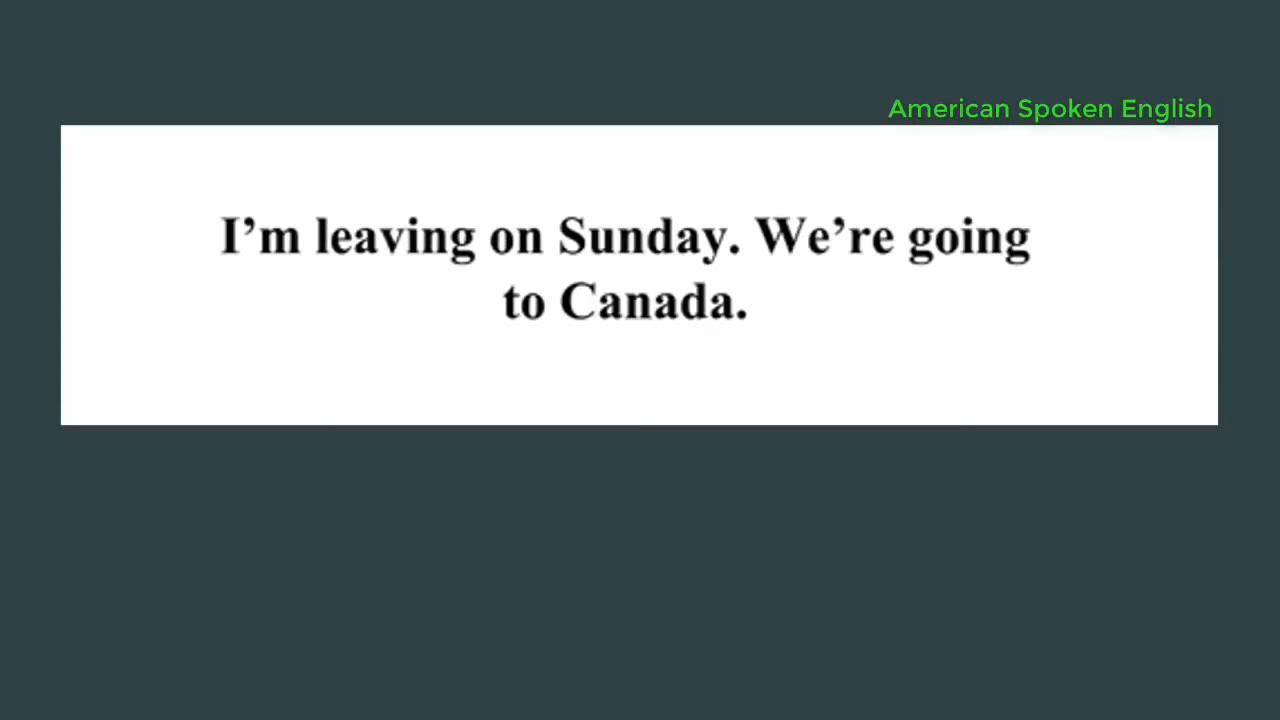 American Spoken English
I’m leaving on Sunday. We’re going
to Canada.